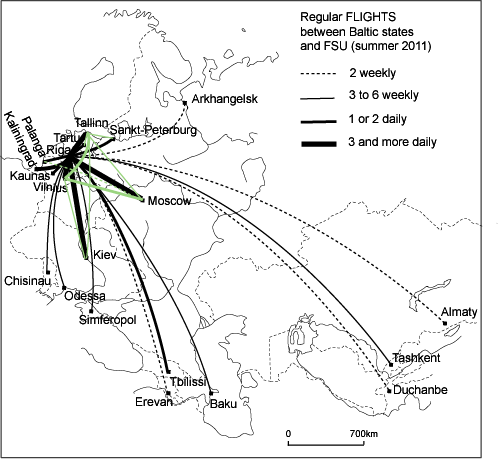 Regular FLIGHTS
between Baltic states
and FSU (summer 2011)
2 weekly
3 to 6 weekly
1 or 2 daily
3 and more daily
Arkhangelsk
Tallinn
Sankt-Peterburg
Tartu
Palanga
Riga
Kaliningrad
Kaunas
Vilnius
Moscow
Kiev
Chisinau
Odessa
Simferopol
Almaty
Tashkent
Duchanbe
Tbilissi
Erevan
Baku
0 700km